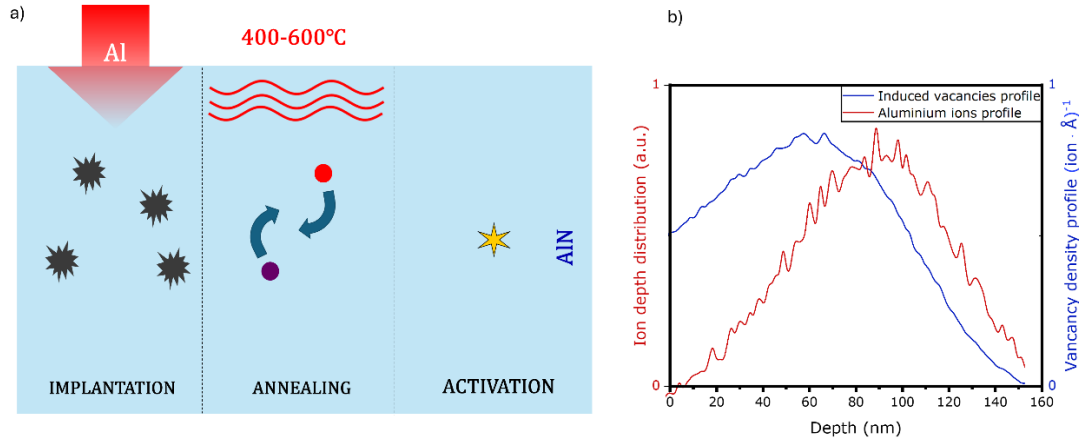 a)
Al
400-600℃
IMPLANTATION
ANNEALING
ACTIVATION
AlN
b)
Induced vacancies profile
Aluminium ions profile
Ion depth distribution (a.u.)
1
0
Vancancy density profile (ion · Å)⁻¹
1
0
0 20 40 60 80 100 120 140 160
Depth (nm)